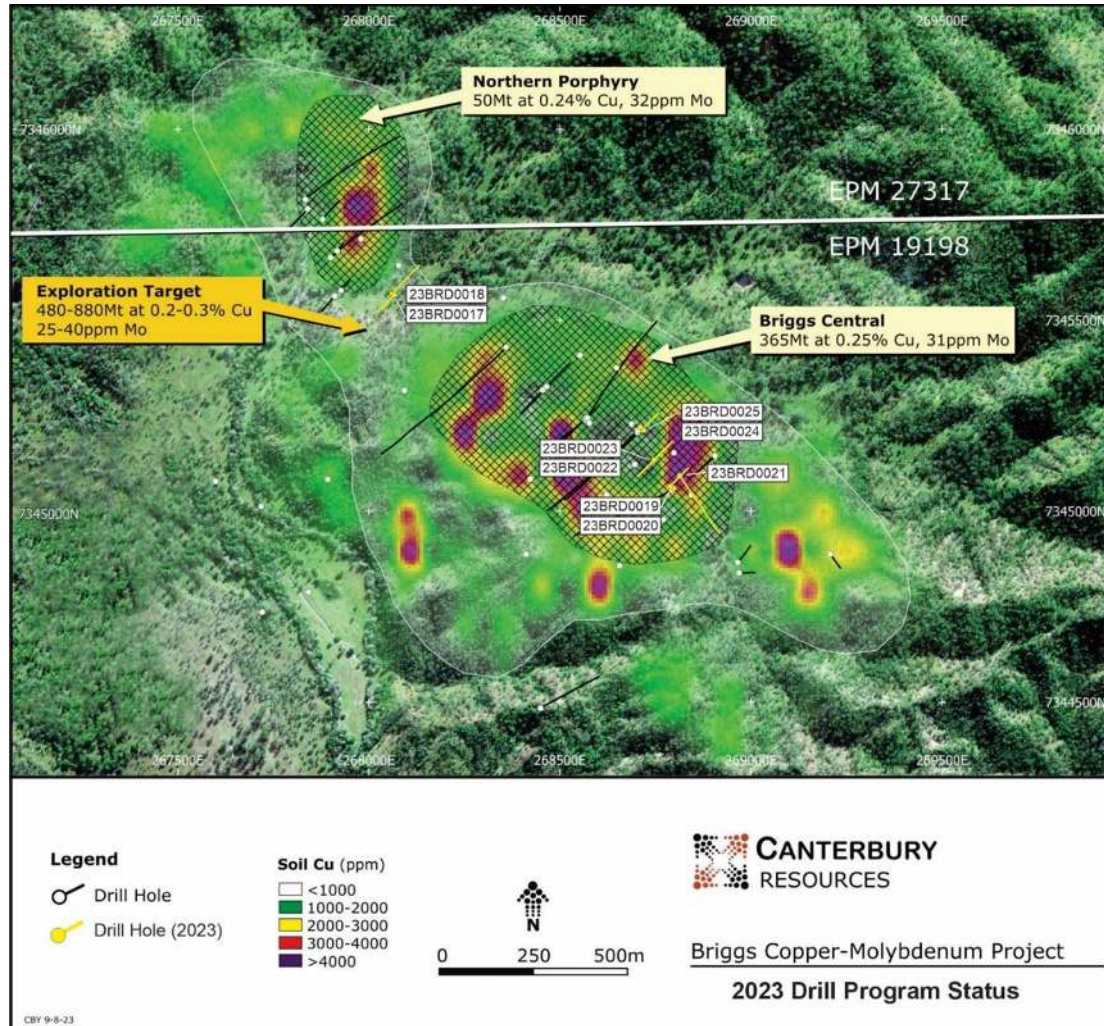 267500E
268000E
268500E
269000E
269500E
Northern Porphyry
50Mt at 0.24% Cu, 32ppm Mo
7346000N
7346000N
EPM 27317
EPM 19198
Exploration Target
480-880Mt at 0.2-0.3% Cu
25-40ppm Mo
23BRD0018
23BRD0017
7345500N
Briggs Central
365Mt at 0.25% Cu, 31ppm Mo
23BRD0025
23BRD0024
23BRD0023
23BRD0022
23BRD0021
23BRD0019
23BRD0020
7345000N
7345000N
7344500N
7344500N
267500E
268000E
268500E
269000E
269500E
Legend
Drill Hole
Drill Hole (2023)
Soil Cu (ppm)
<1000
1000-2000
2000-3000
3000-4000
>4000
N
0 250 500m
CANTERBURY
RESOURCES
Briggs Copper-Molybdenum Project
2023 Drill Program Status
CBY 9-8-23